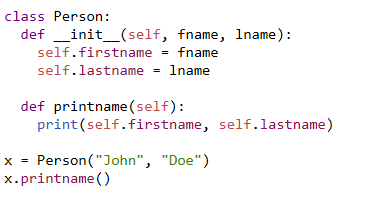 class Person:
  def __init__(self, fname, lname):
    self.firstname = fname
    self.lastname = lname

  def printname(self):
    print(self.firstname, self.lastname)

x = Person("John", "Doe")
x.printname()